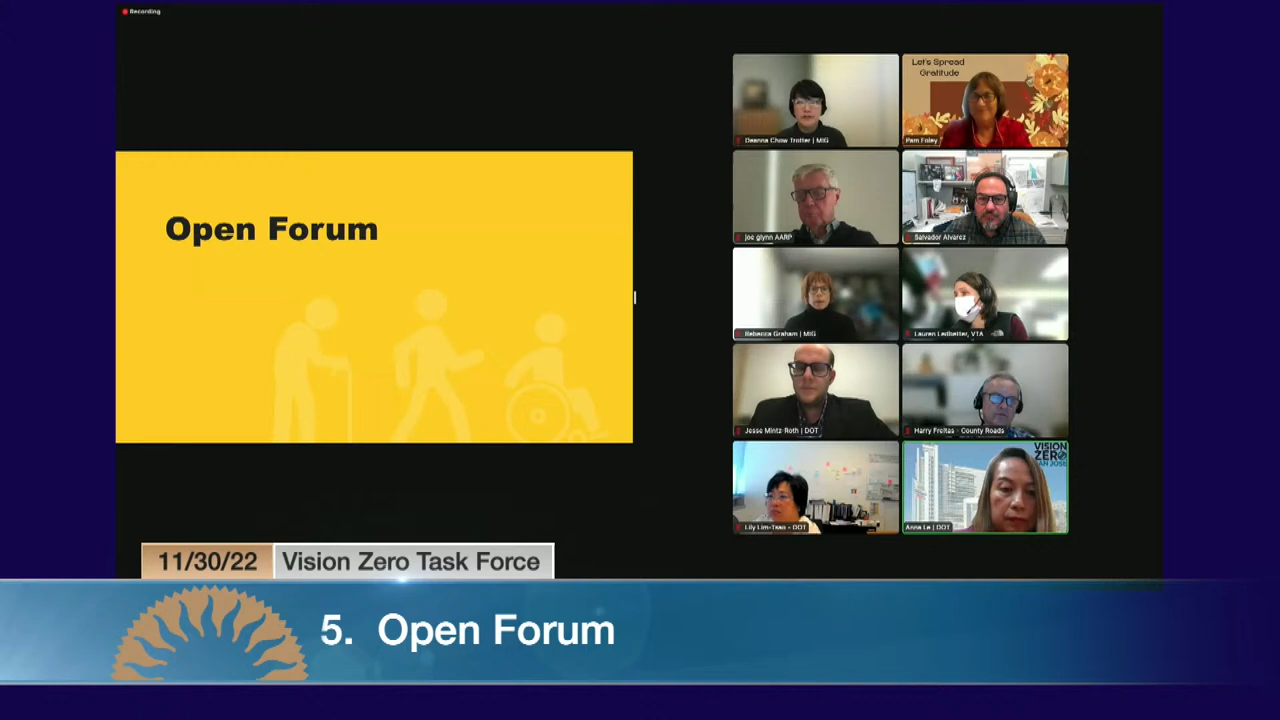 Recording
Let's Spread
Gratitude
Deanna Chow Trotter | MIG
Pam Foley
Open Forum
joe glynn AARP
Salvador Alvarez
Rebecca Graham | MIG
Lauren Ledbetter, VTA
Jesse Mintz-Roth | DOT
Harry Freitas - County Roads
VISION
ZERO
SAN JOSE
Lily Lim-Tsao - DOT
Anna Le | DOT
11/30/22 Vision Zero Task Force
5. Open Forum